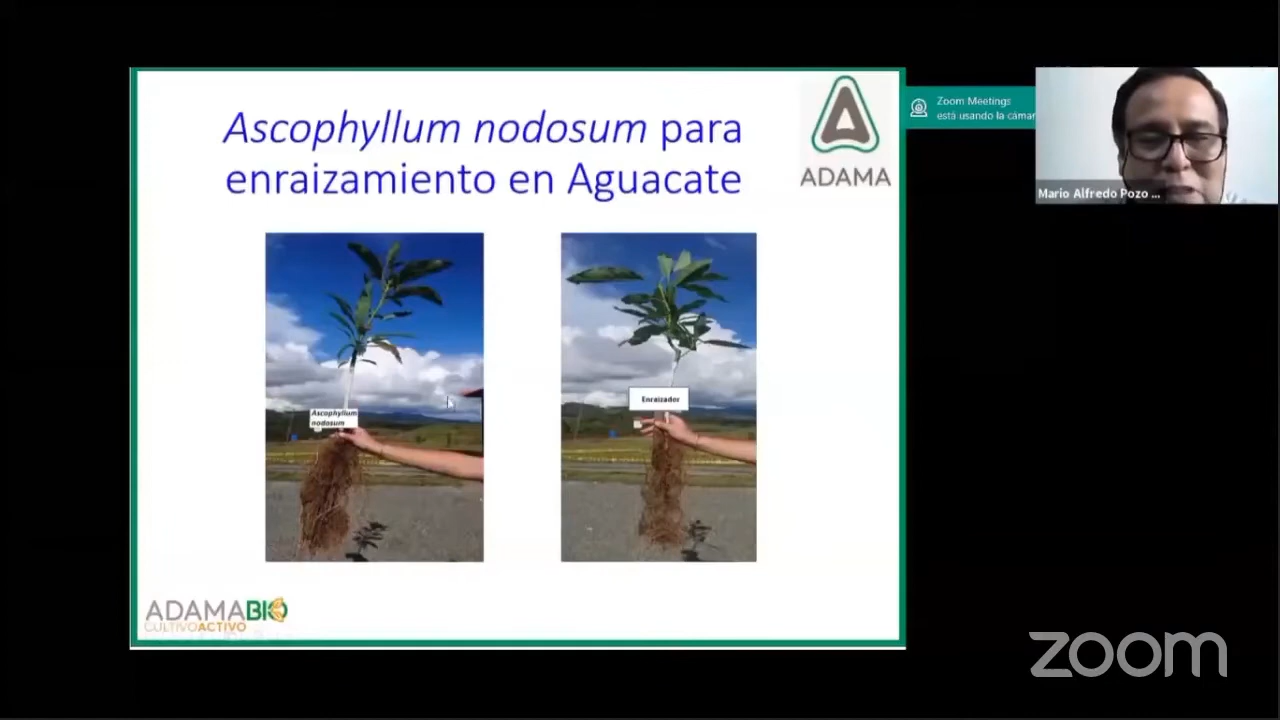 Ascophyllum nodosum para
enraizamiento en Aguacate
ADAMA
Zoom Meetings
está usando la cámar
Mario Alfredo Pozo ...
Ascophyllum
nodosum
Enraizador
ADAMABIO
CULTIVOACTIVO
zoom